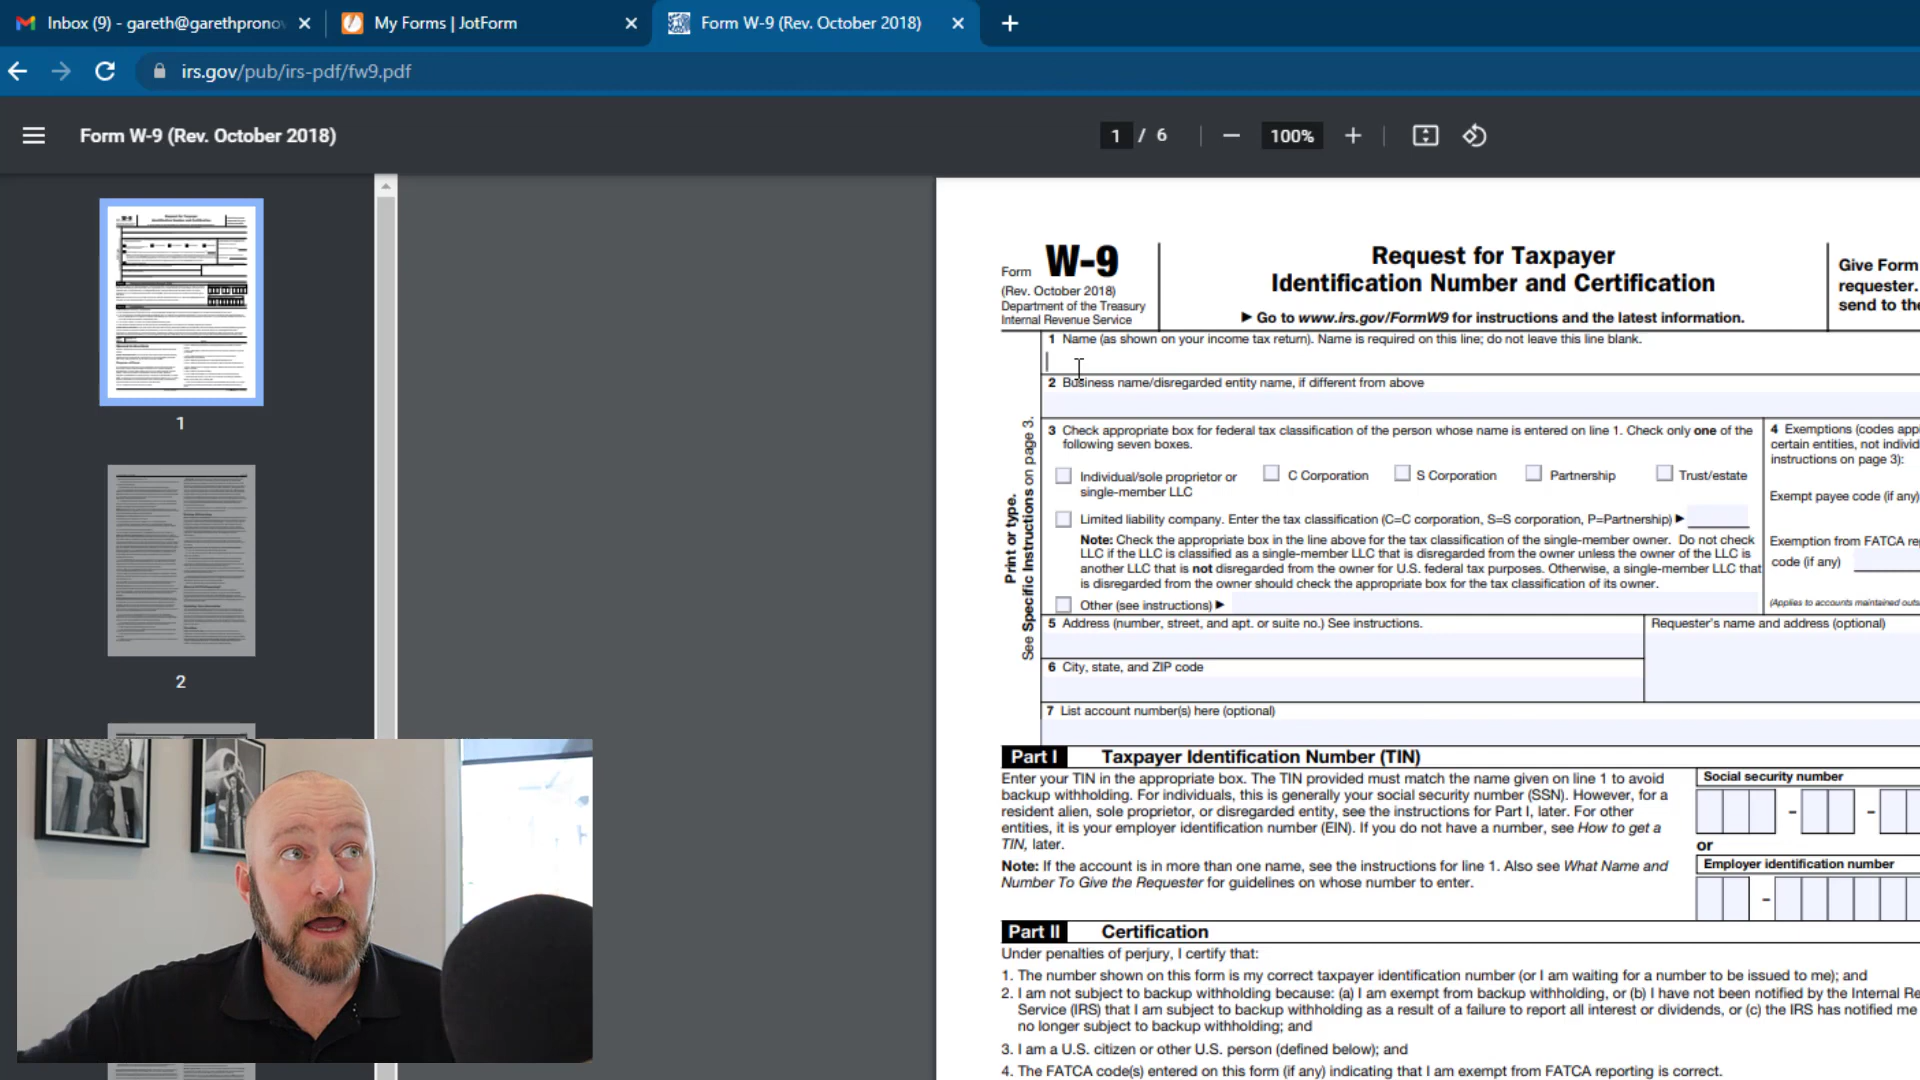 Inbox (9) - gareth@garethprono
My Forms | JotForm
Form W-9 (Rev. October 2018)
irs.gov/pub/irs-pdf/fw9.pdf
Form W-9 (Rev. October 2018)
1 / 6
100%
1
2
Form W-9
(Rev. October 2018)
Department of the Treasury
Internal Revenue Service
Request for Taxpayer
Identification Number and Certification
▶ Go to www.irs.gov/FormW9 for instructions and the latest information.
Give Form
requester.
send to the
Print or type.
See Specific Instructions on page 3.
1 Name (as shown on your income tax return). Name is required on this line; do not leave this line blank.
2 Business name/disregarded entity name, if different from above
3 Check appropriate box for federal tax classification of the person whose name is entered on line 1. Check only one of the
following seven boxes.
Individual/sole proprietor or
single-member LLC
C Corporation
S Corporation
Partnership
Trust/estate
Limited liability company. Enter the tax classification (C=C corporation, S=S corporation, P=Partnership) ▶
Note: Check the appropriate box in the line above for the tax classification of the single-member owner. Do not check
LLC if the LLC is classified as a single-member LLC that is disregarded from the owner unless the owner of the LLC is
another LLC that is not disregarded from the owner for U.S. federal tax purposes. Otherwise, a single-member LLC that
is disregarded from the owner should check the appropriate box for the tax classification of its owner.
Other (see instructions) ▶
4 Exemptions (codes app
certain entities, not individ
instructions on page 3):
Exempt payee code (if any)
Exemption from FATCA re
code (if any)
(Applies to accounts maintained outs
5 Address (number, street, and apt. or suite no.) See instructions.
Requester's name and address (optional)
6 City, state, and ZIP code
7 List account number(s) here (optional)
Part I Taxpayer Identification Number (TIN)
Enter your TIN in the appropriate box. The TIN provided must match the name given on line 1 to avoid
backup withholding. For individuals, this is generally your social security number (SSN). However, for a
resident alien, sole proprietor, or disregarded entity, see the instructions for Part I, later. For other
entities, it is your employer identification number (EIN). If you do not have a number, see How to get a
TIN, later.
Note: If the account is in more than one name, see the instructions for line 1. Also see What Name and
Number To Give the Requester for guidelines on whose number to enter.
Social security number
– –
or
Employer identification number
–
Part II Certification
Under penalties of perjury, I certify that:
1. The number shown on this form is my correct taxpayer identification number (or I am waiting for a number to be issued to me); and
2. I am not subject to backup withholding because: (a) I am exempt from backup withholding, or (b) I have not been notified by the Internal Re
Service (IRS) that I am subject to backup withholding as a result of a failure to report all interest or dividends, or (c) the IRS has notified me
no longer subject to backup withholding; and
3. I am a U.S. citizen or other U.S. person (defined below); and
4. The FATCA code(s) entered on this form (if any) indicating that I am exempt from FATCA reporting is correct.